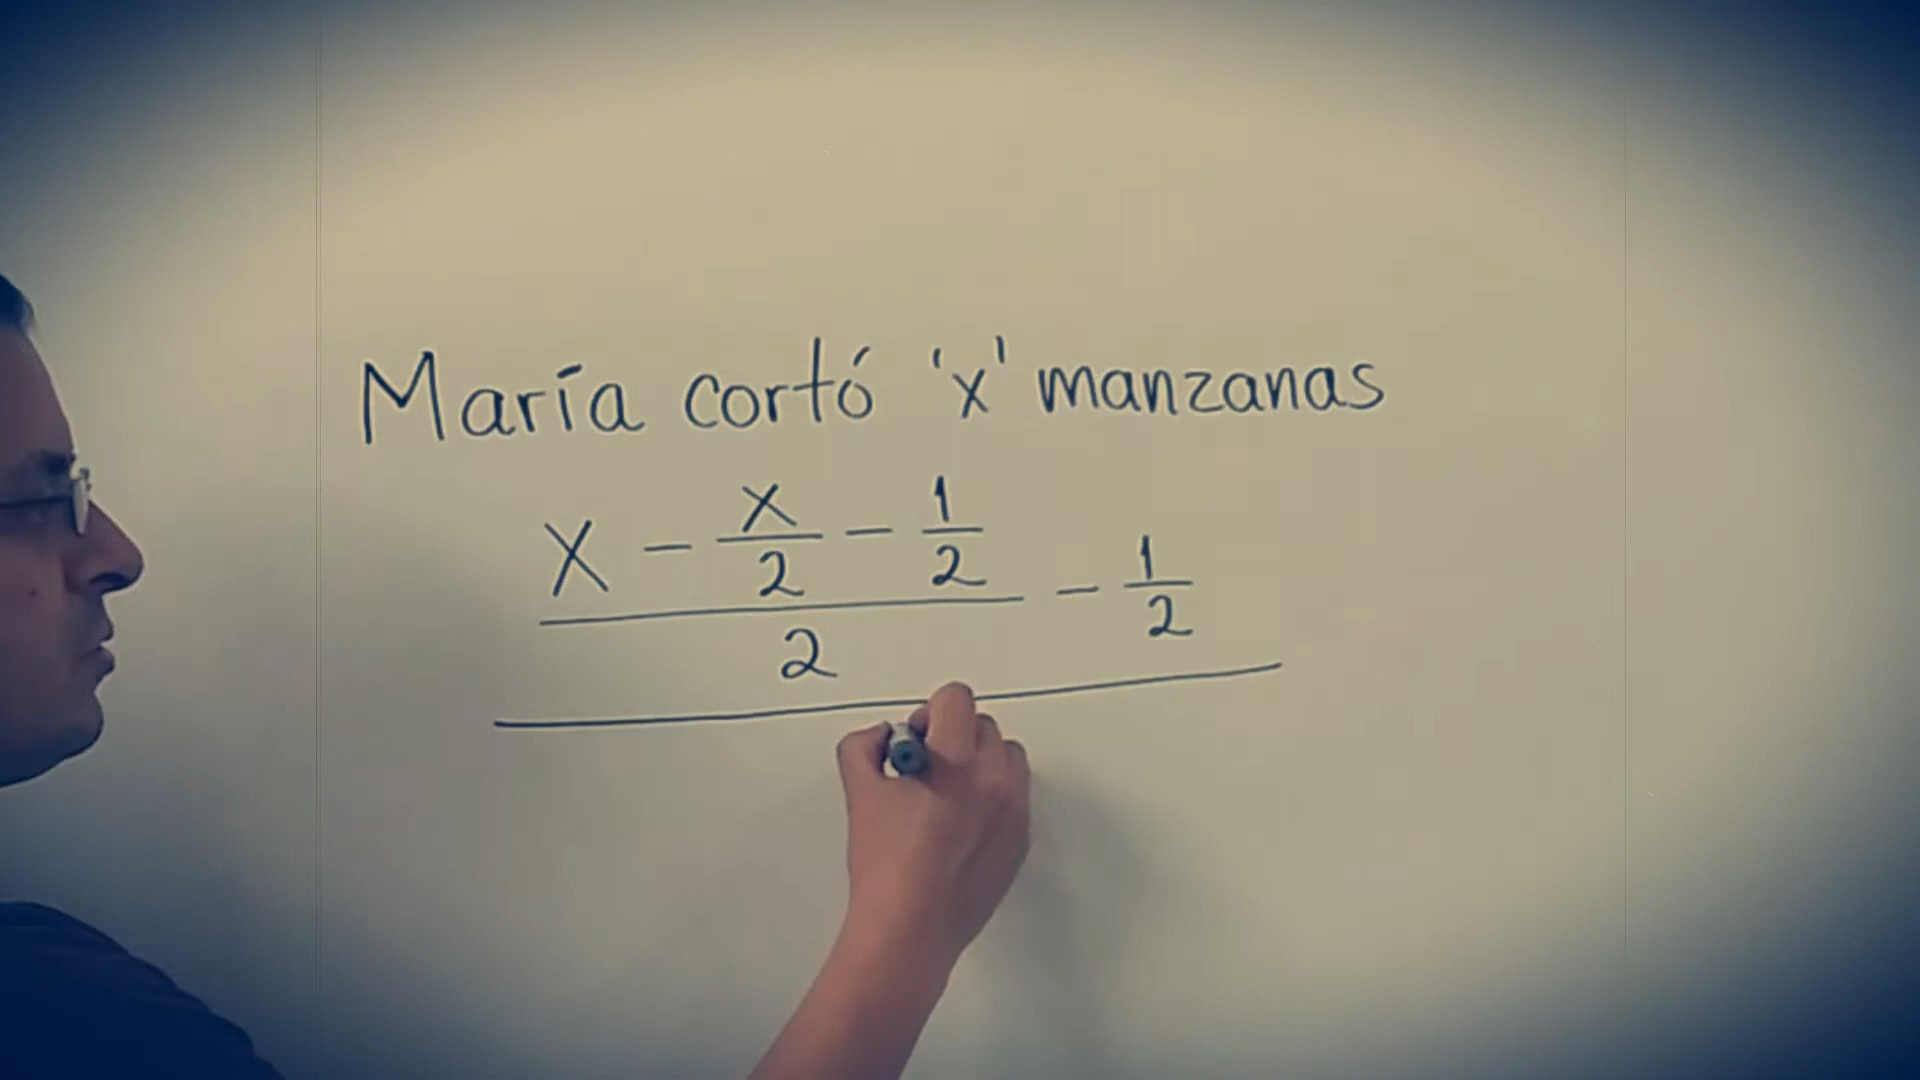 María cortó 'x' manzanas
x - x/2 - 1/2
2
- 1/2